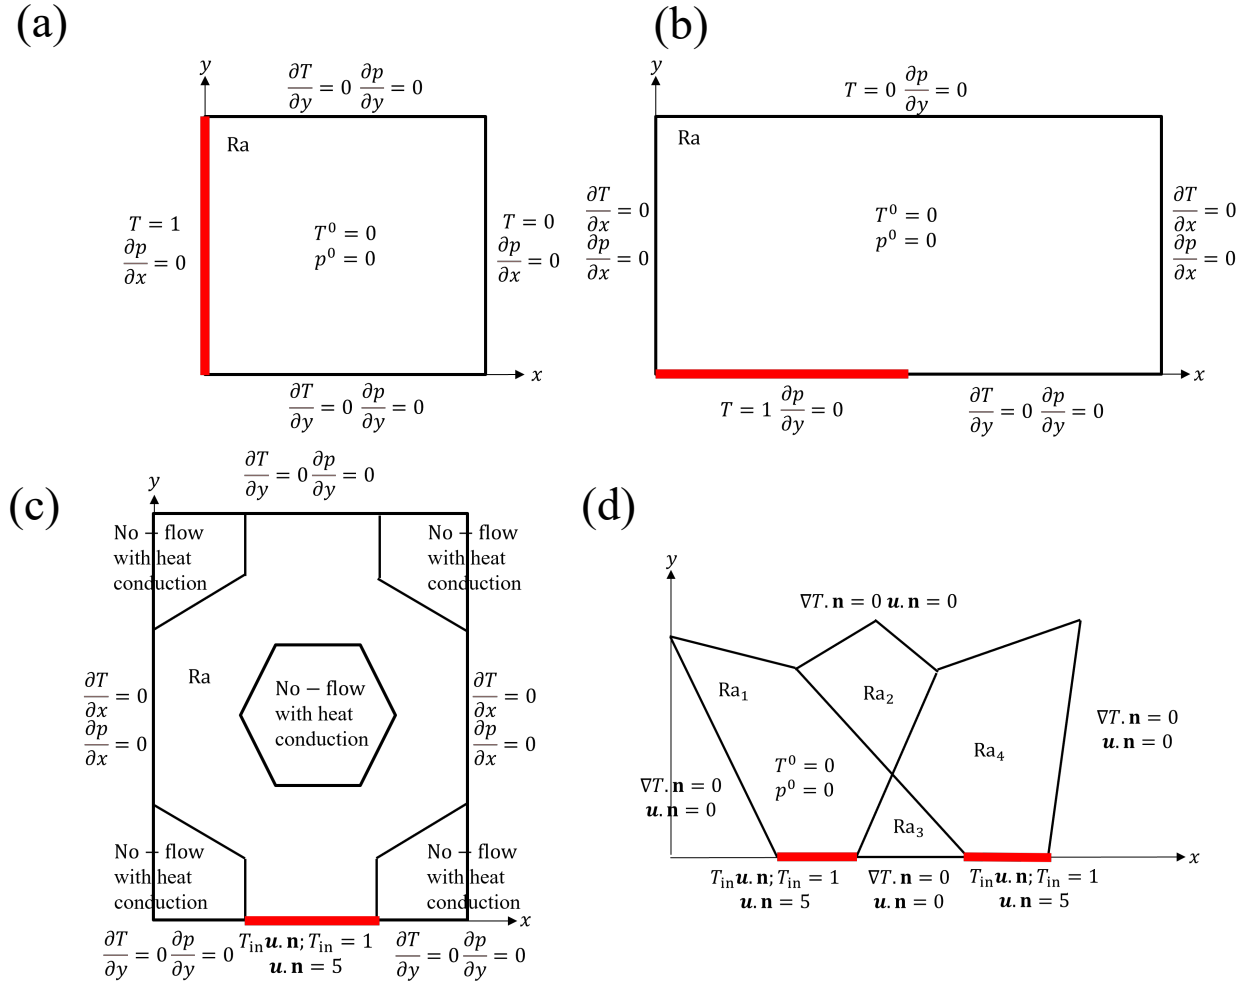 (a)
y
∂T/∂y = 0 ∂p/∂y = 0
Ra
T = 1
∂p/∂x = 0
T⁰ = 0
p⁰ = 0
T = 0
∂p/∂x = 0
x
∂T/∂y = 0 ∂p/∂y = 0
(b)
y
T = 0 ∂p/∂y = 0
Ra
∂T/∂x = 0
∂p/∂x = 0
T⁰ = 0
p⁰ = 0
∂T/∂x = 0
∂p/∂x = 0
x
T = 1 ∂p/∂y = 0
∂T/∂y = 0 ∂p/∂y = 0
(c)
∂T/∂y = 0 ∂p/∂y = 0
y
No − flow
with heat
conduction
No − flow
with heat
conduction
Ra
∂T/∂x = 0
∂p/∂x = 0
No − flow
with heat
conduction
∂T/∂x = 0
∂p/∂x = 0
No − flow
with heat
conduction
No − flow
with heat
conduction
x
∂T/∂y = 0 ∂p/∂y = 0
T_in u.n; T_in = 1
u.n = 5
∂T/∂y = 0 ∂p/∂y = 0
(d)
y
∇T.n = 0 u.n = 0
Ra₁
Ra₂
Ra₄
∇T.n = 0
u.n = 0
T⁰ = 0
p⁰ = 0
∇T.n = 0
u.n = 0
Ra₃
x
T_in u.n; T_in = 1
u.n = 5
∇T.n = 0
u.n = 0
T_in u.n; T_in = 1
u.n = 5